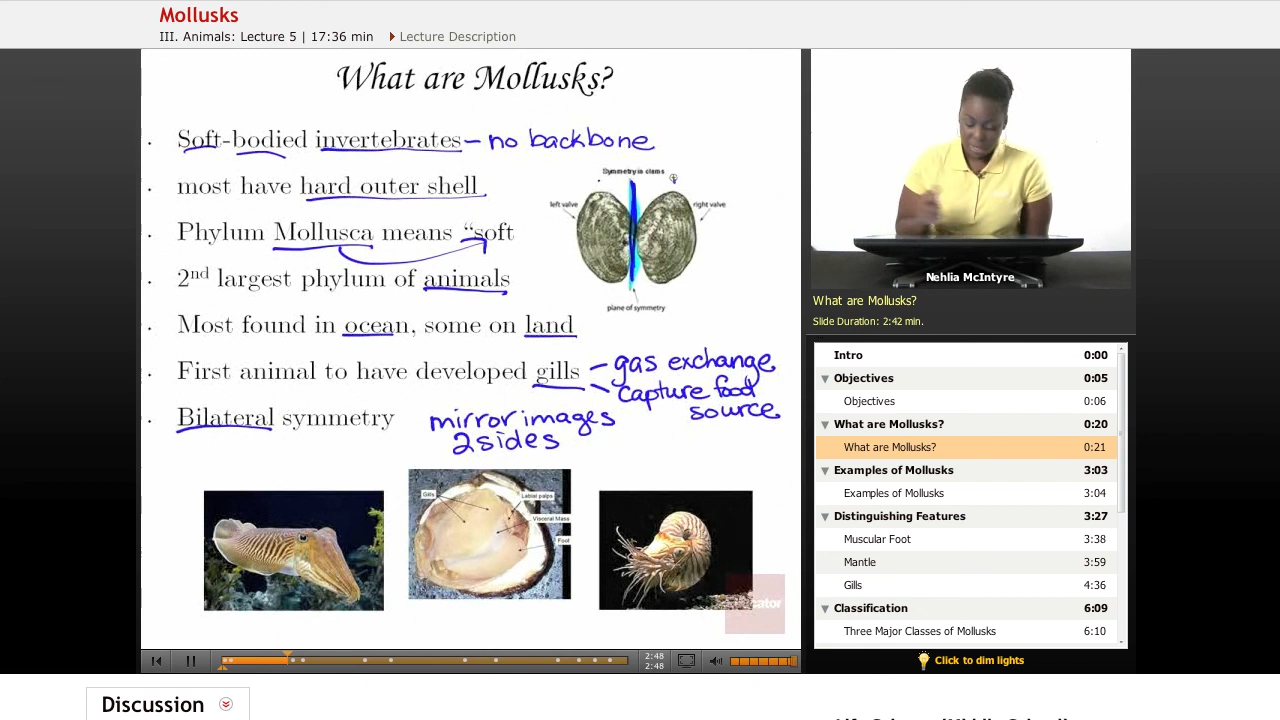 Mollusks
III. Animals: Lecture 5 | 17:36 min Lecture Description
What are Mollusks?
· Soft-bodied invertebrates – no backbone
· most have hard outer shell
· Phylum Mollusca means “soft
· 2nd largest phylum of animals
· Most found in ocean, some on land
· First animal to have developed gills – gas exchange
capture food
source
· Bilateral symmetry
mirror images
2 sides
Symmetry in clams
left valve
right valve
plane of symmetry
Gills
Labial palps
Visceral Mass
Foot
cator
2:48
2:48
Nehlia McIntyre
What are Mollusks?
Slide Duration: 2:42 min.
Intro 0:00
Objectives 0:05
Objectives 0:06
What are Mollusks? 0:20
What are Mollusks? 0:21
Examples of Mollusks 3:03
Examples of Mollusks 3:04
Distinguishing Features 3:27
Muscular Foot 3:38
Mantle 3:59
Gills 4:36
Classification 6:09
Three Major Classes of Mollusks 6:10
Click to dim lights
Discussion